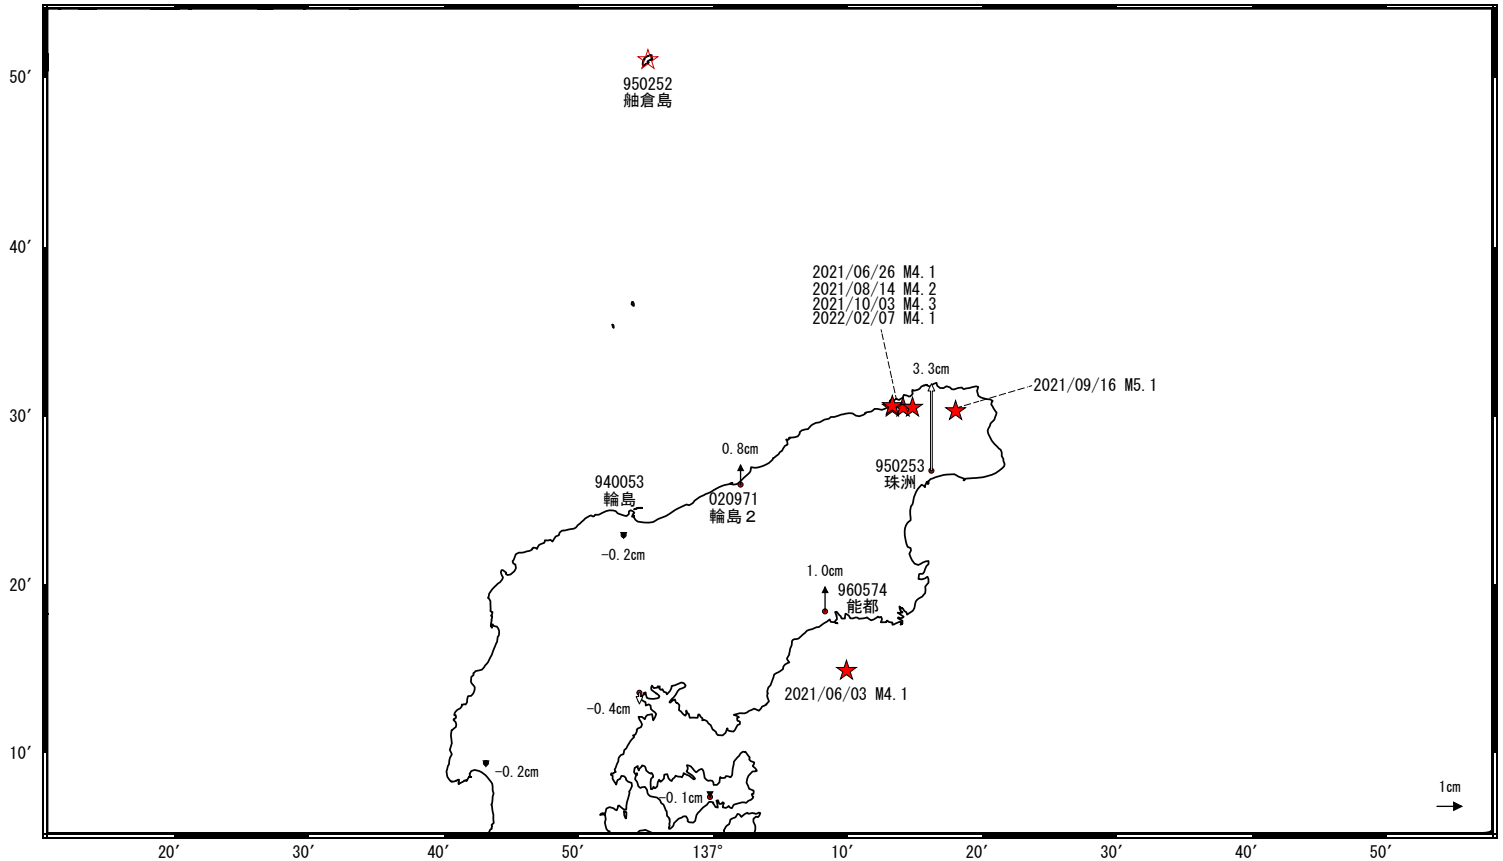 50′
950252
舳倉島
40′
2021/06/26 M4.1
2021/08/14 M4.2
2021/10/03 M4.3
2022/02/07 M4.1
3.3cm
2021/09/16 M5.1
30′
0.8cm
950253
珠洲
940053
輪島
020971
輪島２
-0.2cm
1.0cm
20′
960574
能都
2021/06/03 M4.1
-0.4cm
10′
-0.2cm
-0.1cm
1cm
20′ 30′ 40′ 50′ 137° 10′ 20′ 30′ 40′ 50′